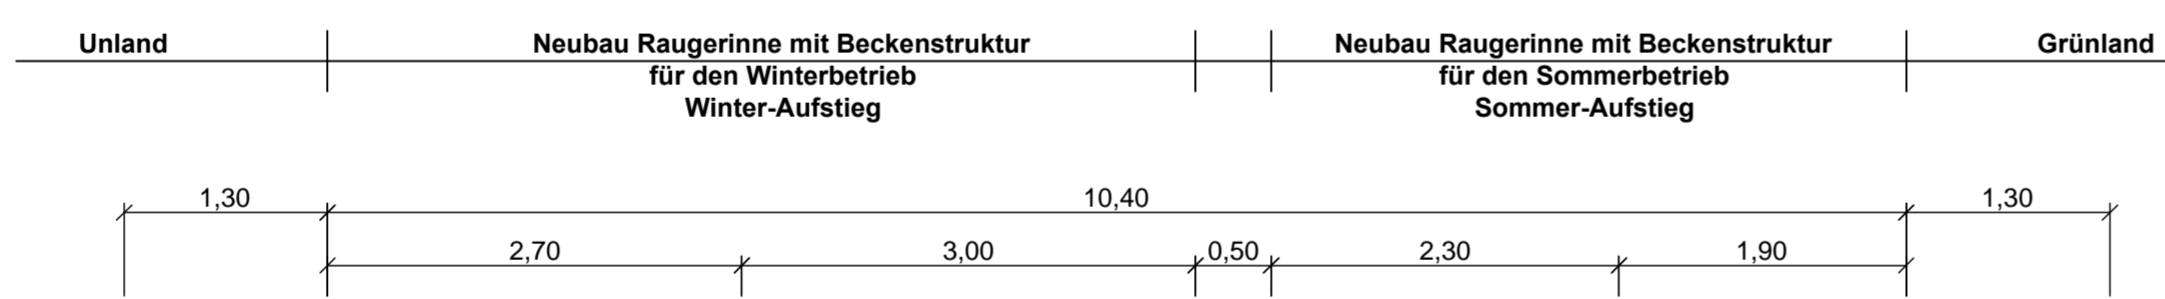 Unland Neubau Raugerinne mit Beckenstruktur Neubau Raugerinne mit Beckenstruktur Grünland
für den Winterbetrieb für den Sommerbetrieb
Winter-Aufstieg Sommer-Aufstieg
1,30 10,40 1,30
2,70 3,00 0,50 2,30 1,90